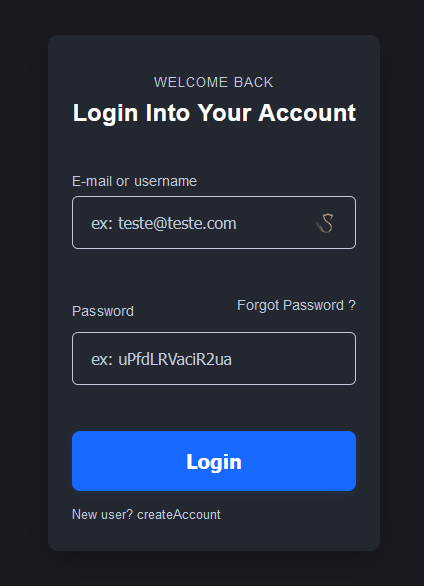 WELCOME BACK
Login Into Your Account
E-mail or username
ex: teste@teste.com
Password
Forgot Password ?
ex: uPfdLRVaciR2ua
Login
New user? createAccount